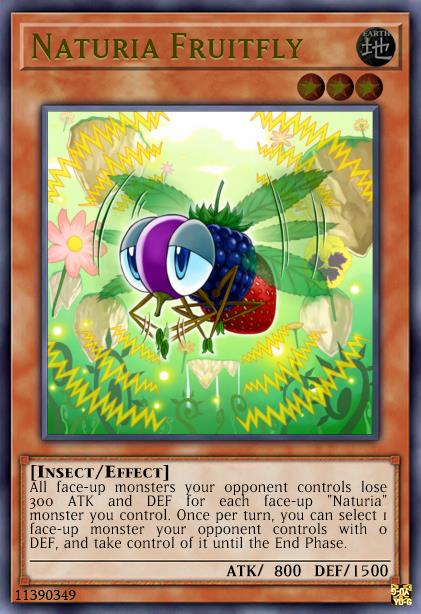 NATURIA FRUITFLY
EARTH
地
[INSECT/EFFECT]
All face-up monsters your opponent controls lose
300 ATK and DEF for each face-up "Naturia"
monster you control. Once per turn, you can select 1
face-up monster your opponent controls with 0
DEF, and take control of it until the End Phase.
ATK/ 800 DEF/1500
11390349